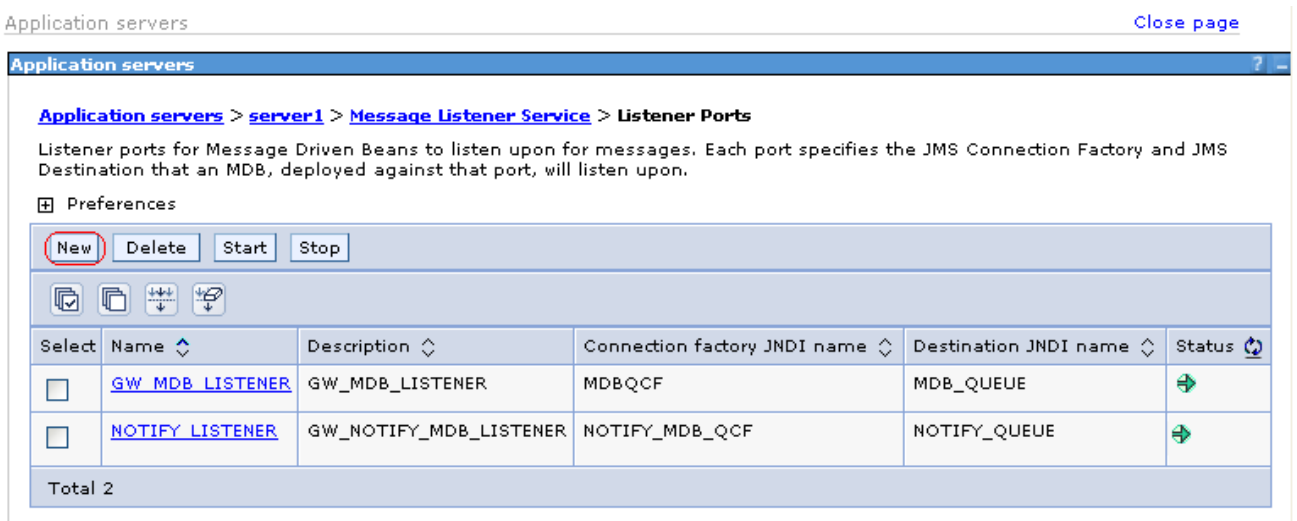 Application servers Close page
Application servers ? –
Application servers > server1 > Message Listener Service > Listener Ports
Listener ports for Message Driven Beans to listen upon for messages. Each port specifies the JMS Connection Factory and JMS
Destination that an MDB, deployed against that port, will listen upon.
Preferences
New Delete Start Stop
Select Name Description Connection factory JNDI name Destination JNDI name Status
GW_MDB_LISTENER GW_MDB_LISTENER MDBQCF MDB_QUEUE
NOTIFY_LISTENER GW_NOTIFY_MDB_LISTENER NOTIFY_MDB_QCF NOTIFY_QUEUE
Total 2